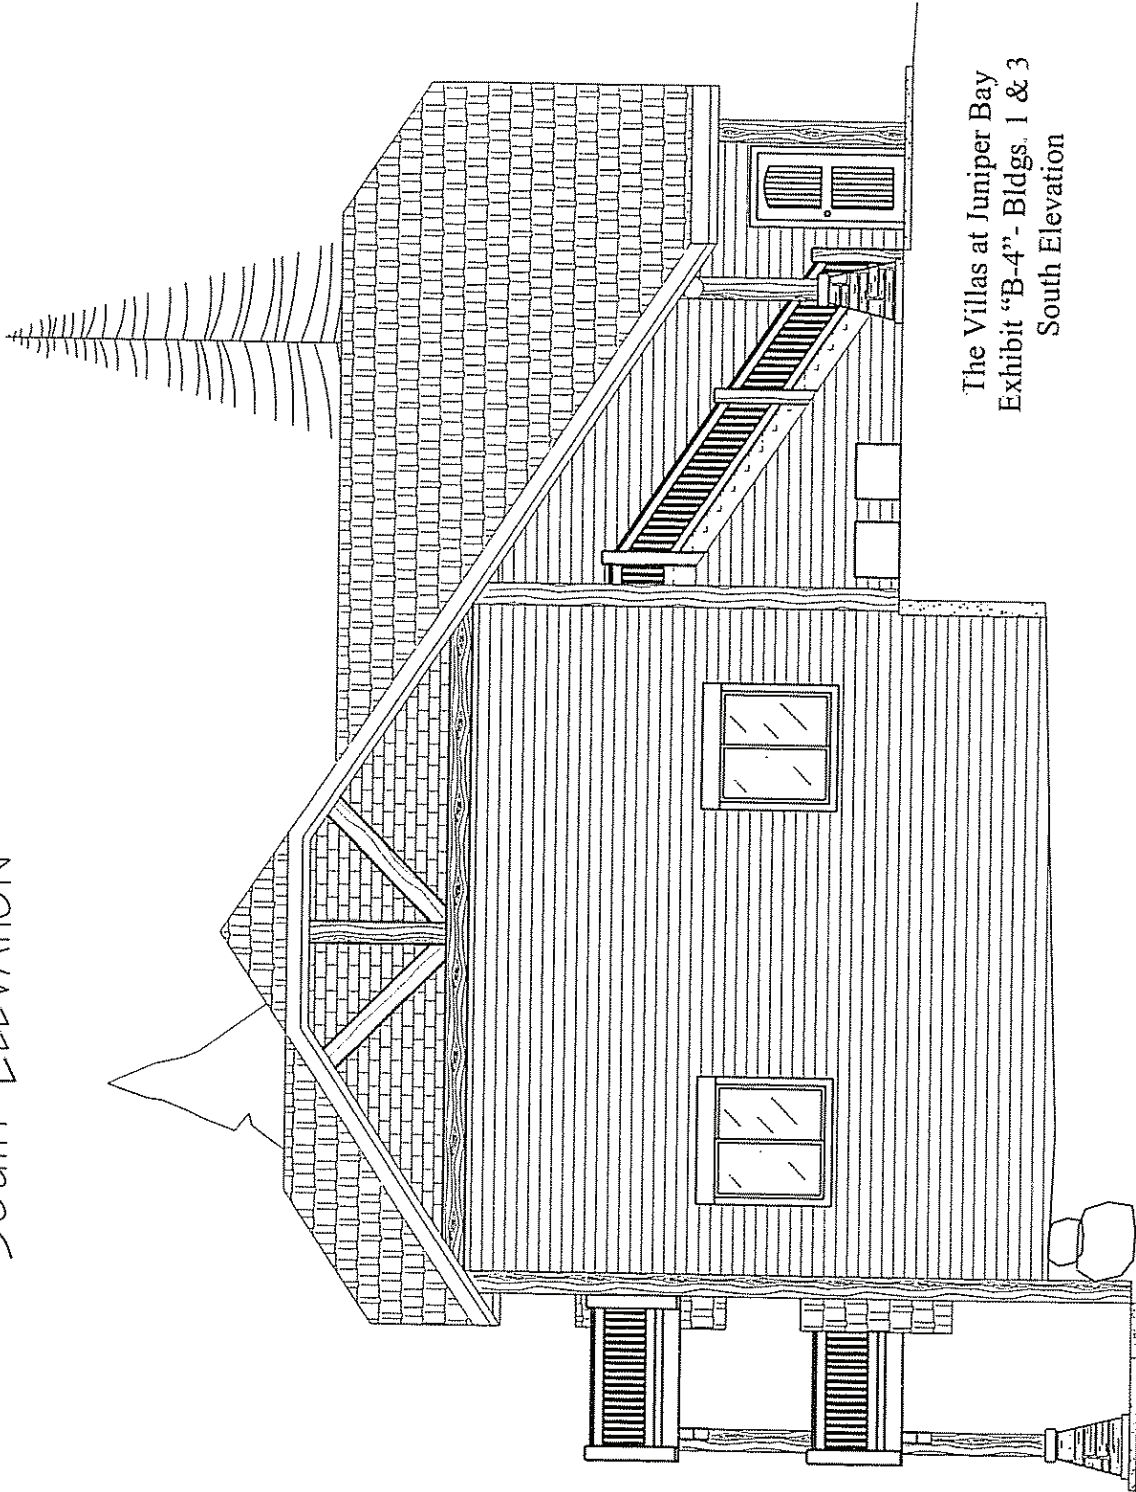 SOUTH ELEVATION
The Villas at Juniper Bay
Exhibit “B-4”- Bldgs. 1 & 3
South Elevation